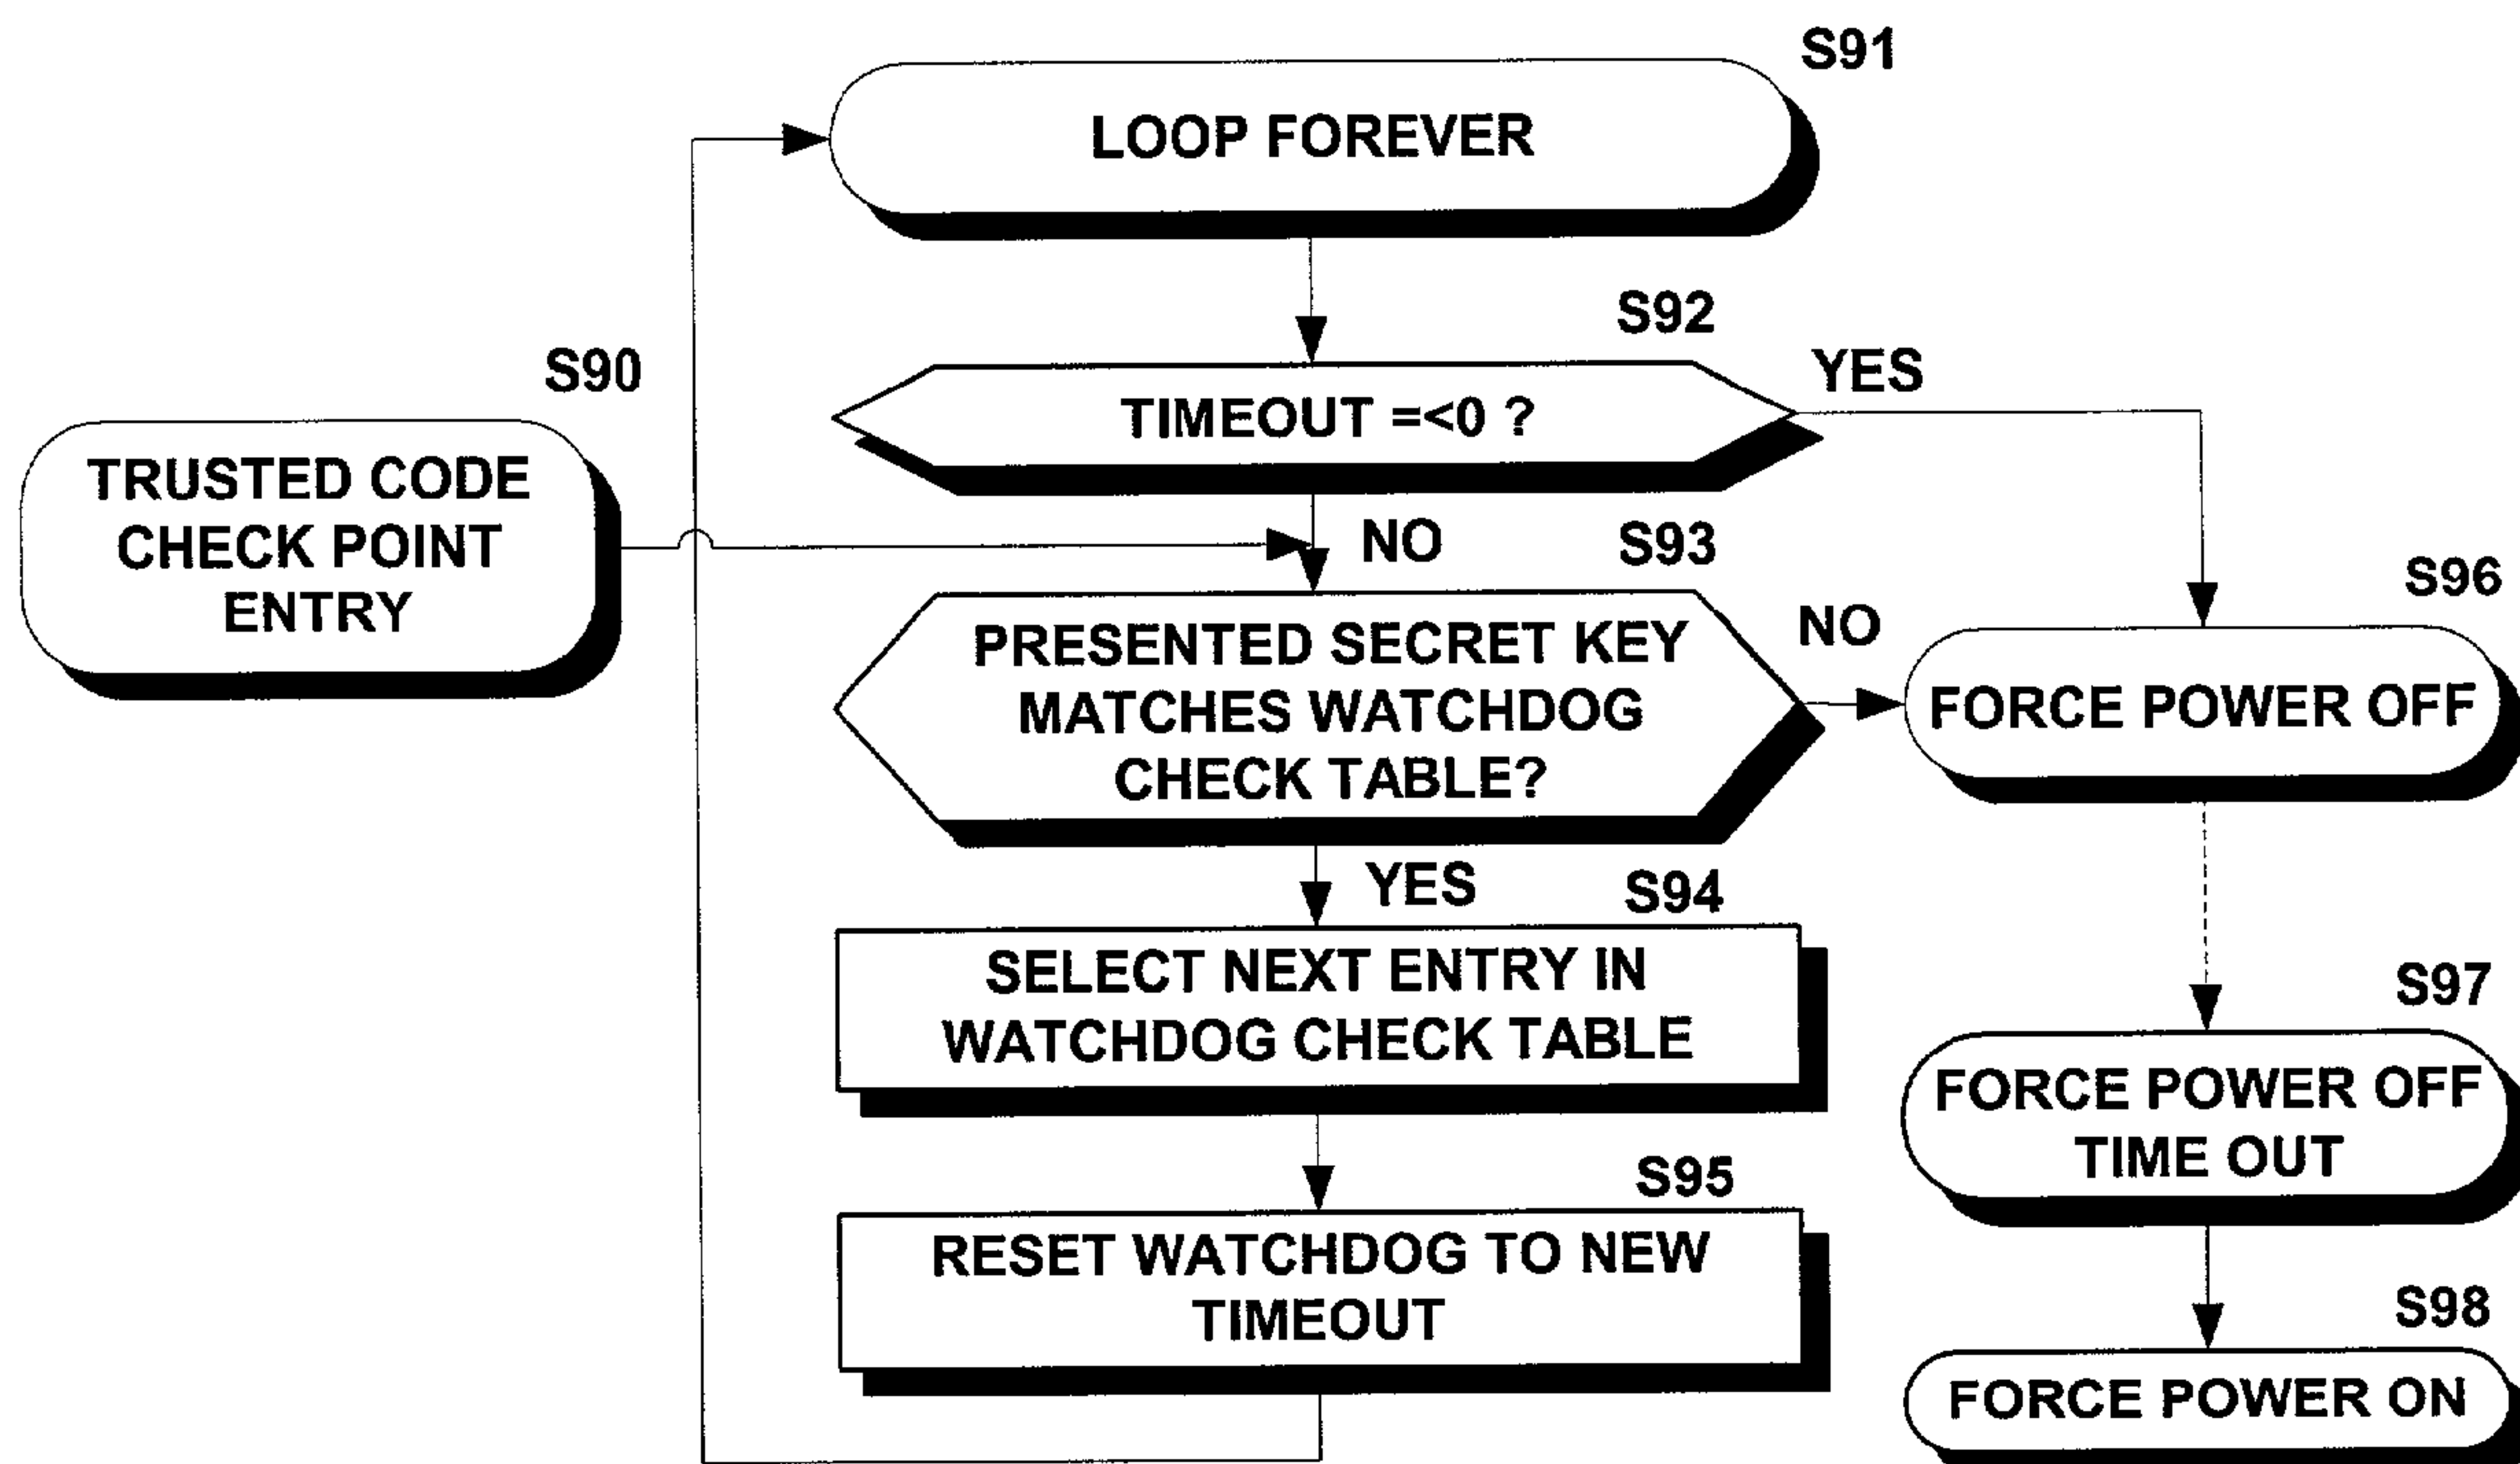 S91
LOOP FOREVER
S92
TIMEOUT =<0 ?
YES
S90
TRUSTED CODE
CHECK POINT
ENTRY
NO
S93
PRESENTED SECRET KEY
MATCHES WATCHDOG
CHECK TABLE?
NO
S96
FORCE POWER OFF
YES
S94
SELECT NEXT ENTRY IN
WATCHDOG CHECK TABLE
S97
FORCE POWER OFF
TIME OUT
S95
RESET WATCHDOG TO NEW
TIMEOUT
S98
FORCE POWER ON